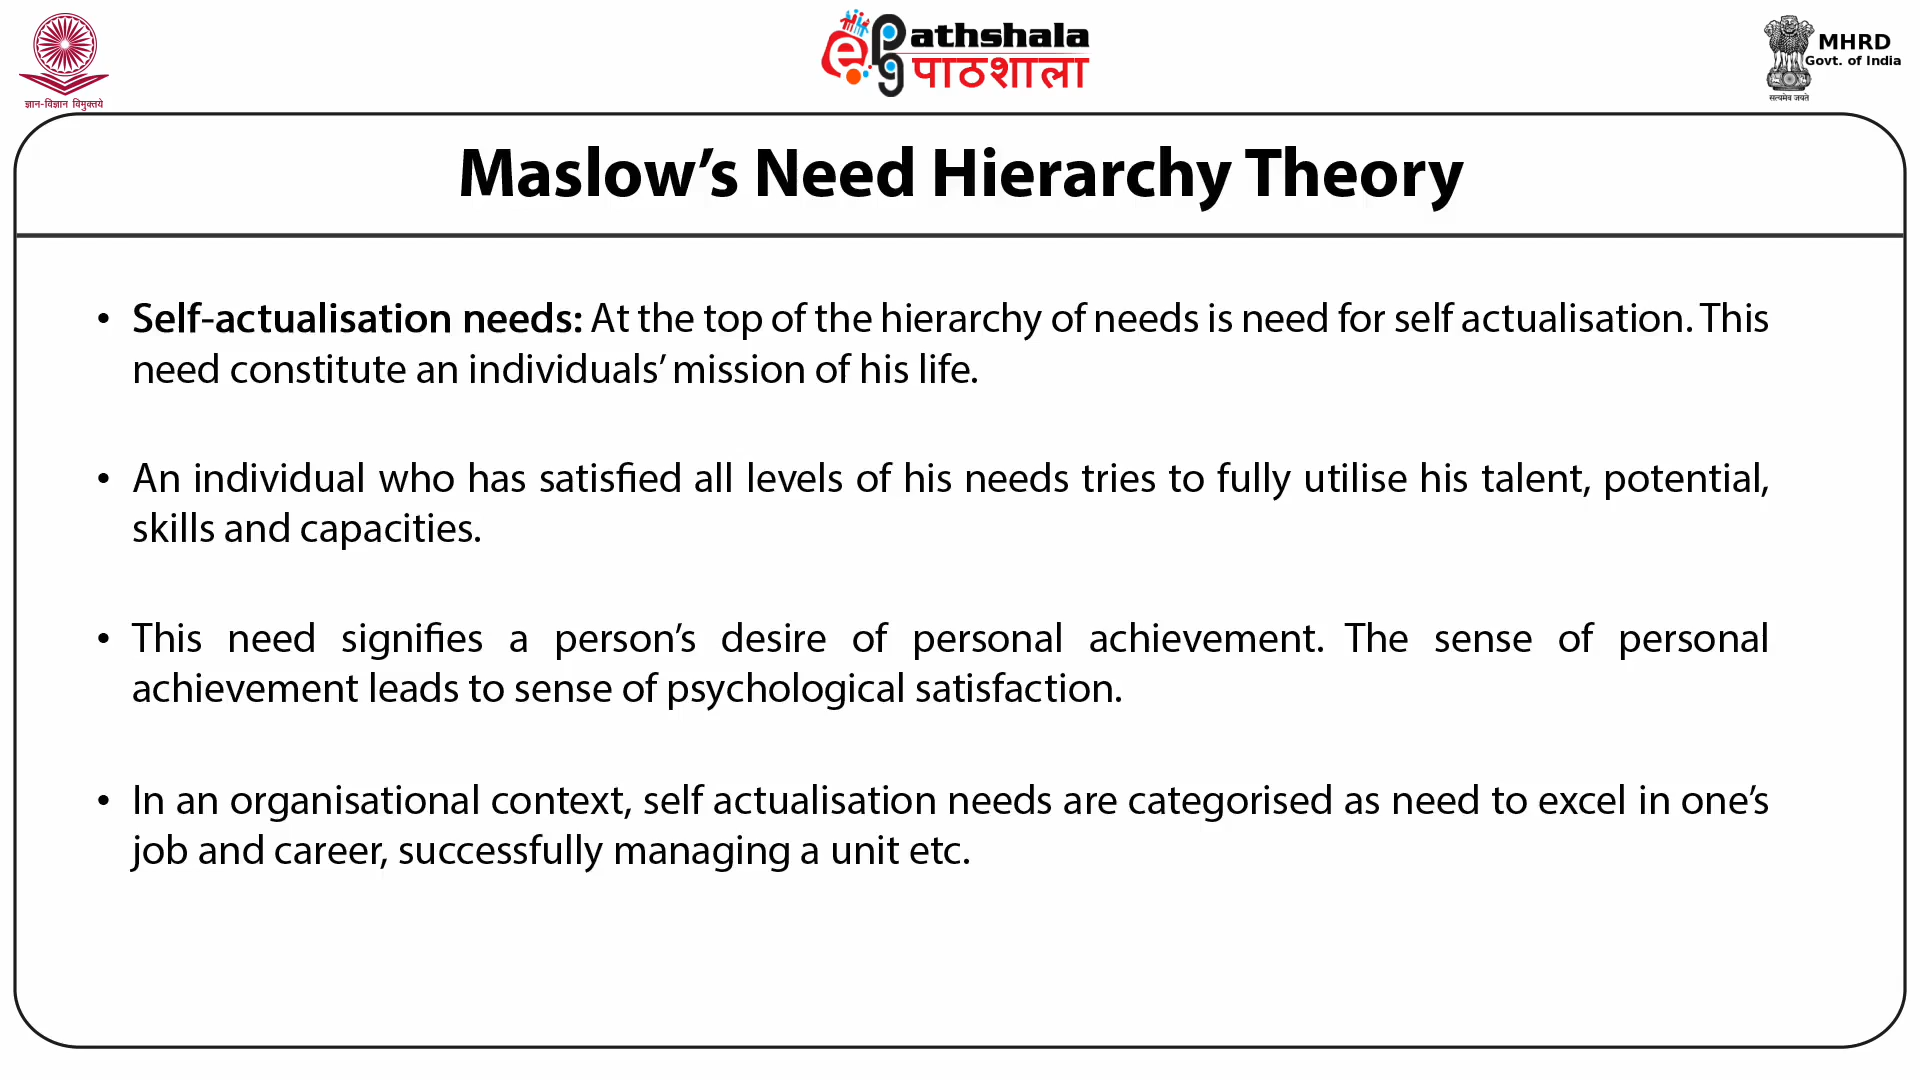 ज्ञान-विज्ञान विमुक्तये
ePathshala
पाठशाला
MHRD
Govt. of India
सत्यमेव जयते
Maslow’s Need Hierarchy Theory
• Self-actualisation needs: At the top of the hierarchy of needs is need for self actualisation. This
need constitute an individuals’ mission of his life.
• An individual who has satisfied all levels of his needs tries to fully utilise his talent, potential,
skills and capacities.
• This need signifies a person’s desire of personal achievement. The sense of personal
achievement leads to sense of psychological satisfaction.
• In an organisational context, self actualisation needs are categorised as need to excel in one’s
job and career, successfully managing a unit etc.